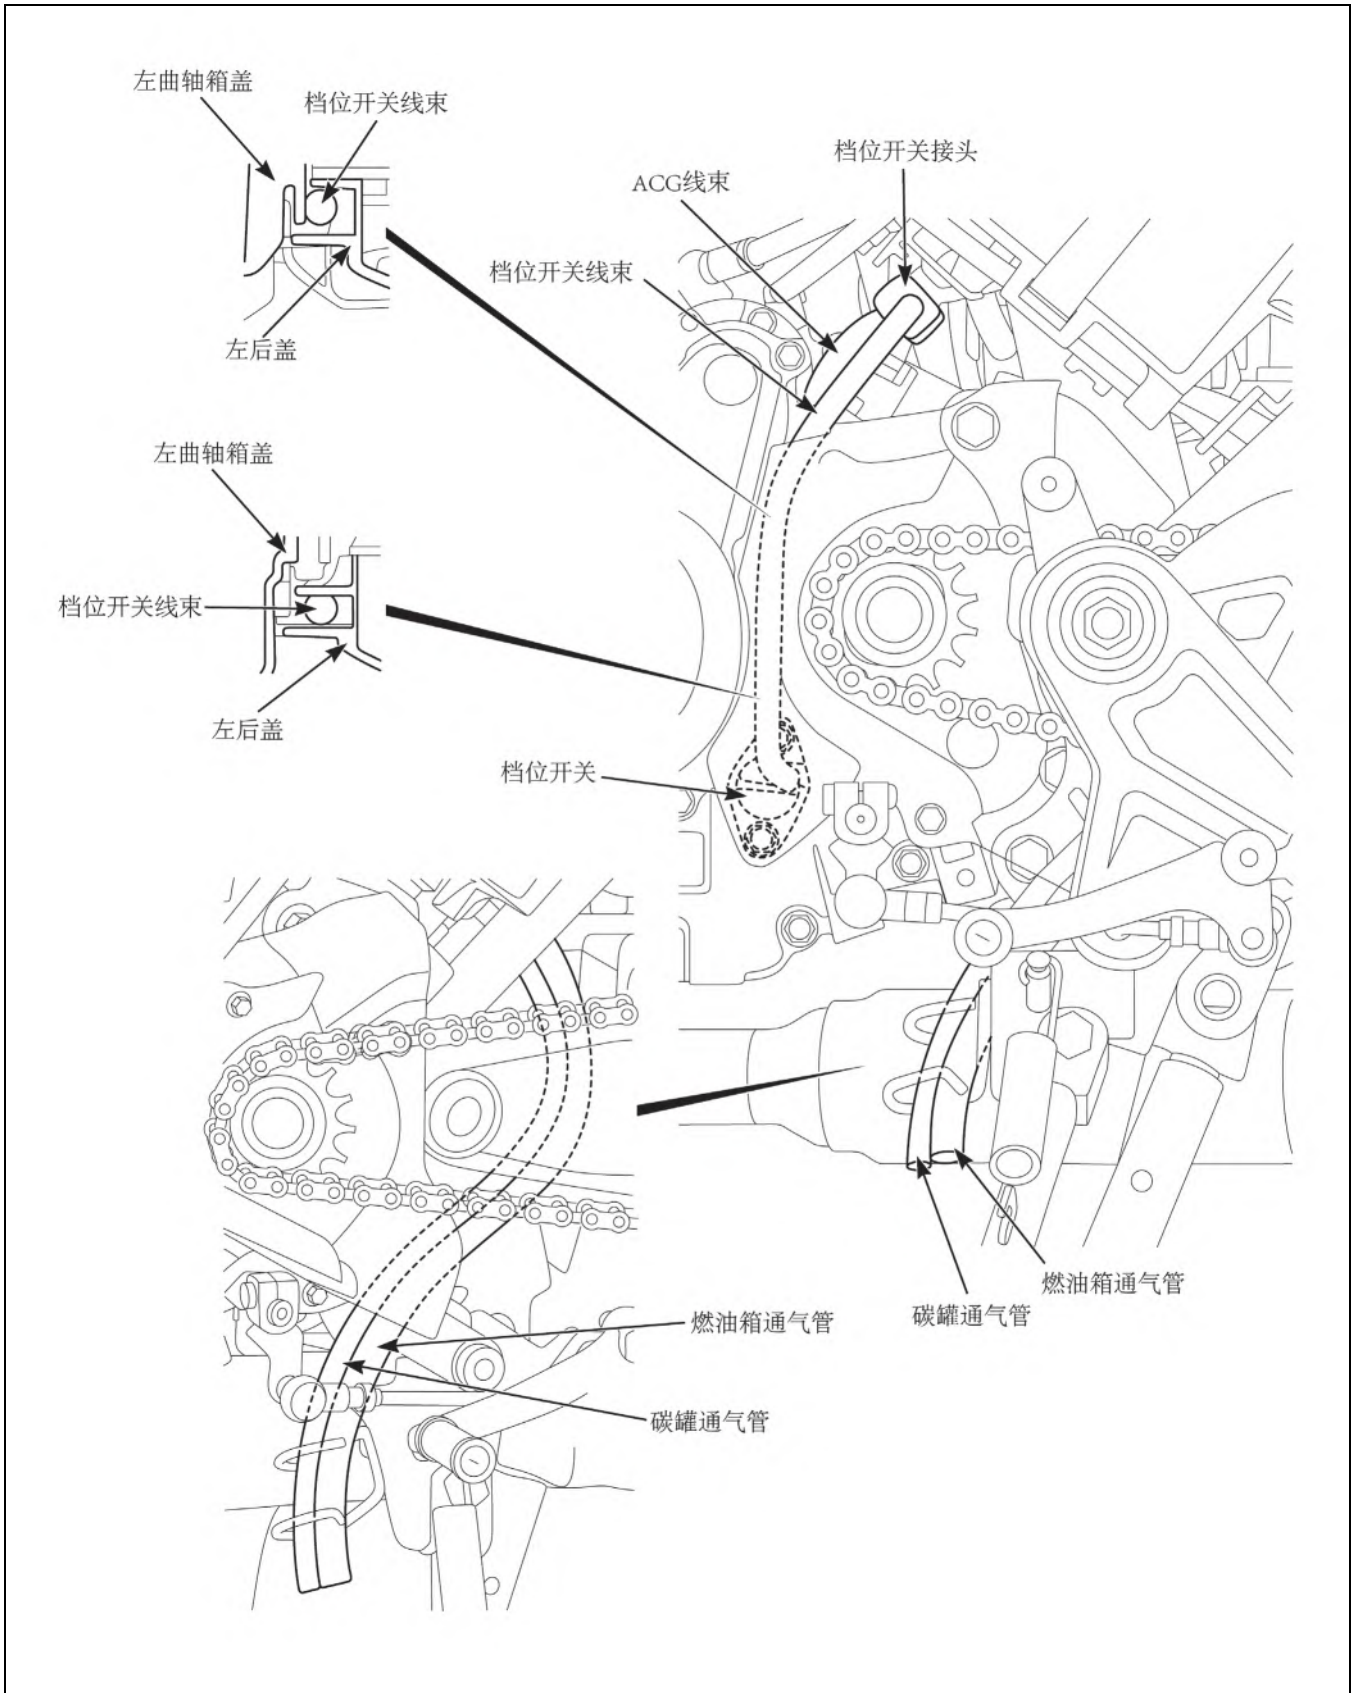 左曲轴箱盖
档位开关线束
档位开关接头
ACG线束
档位开关线束
左后盖
左曲轴箱盖
档位开关线束
左后盖
档位开关
燃油箱通气管
碳罐通气管
燃油箱通气管
碳罐通气管